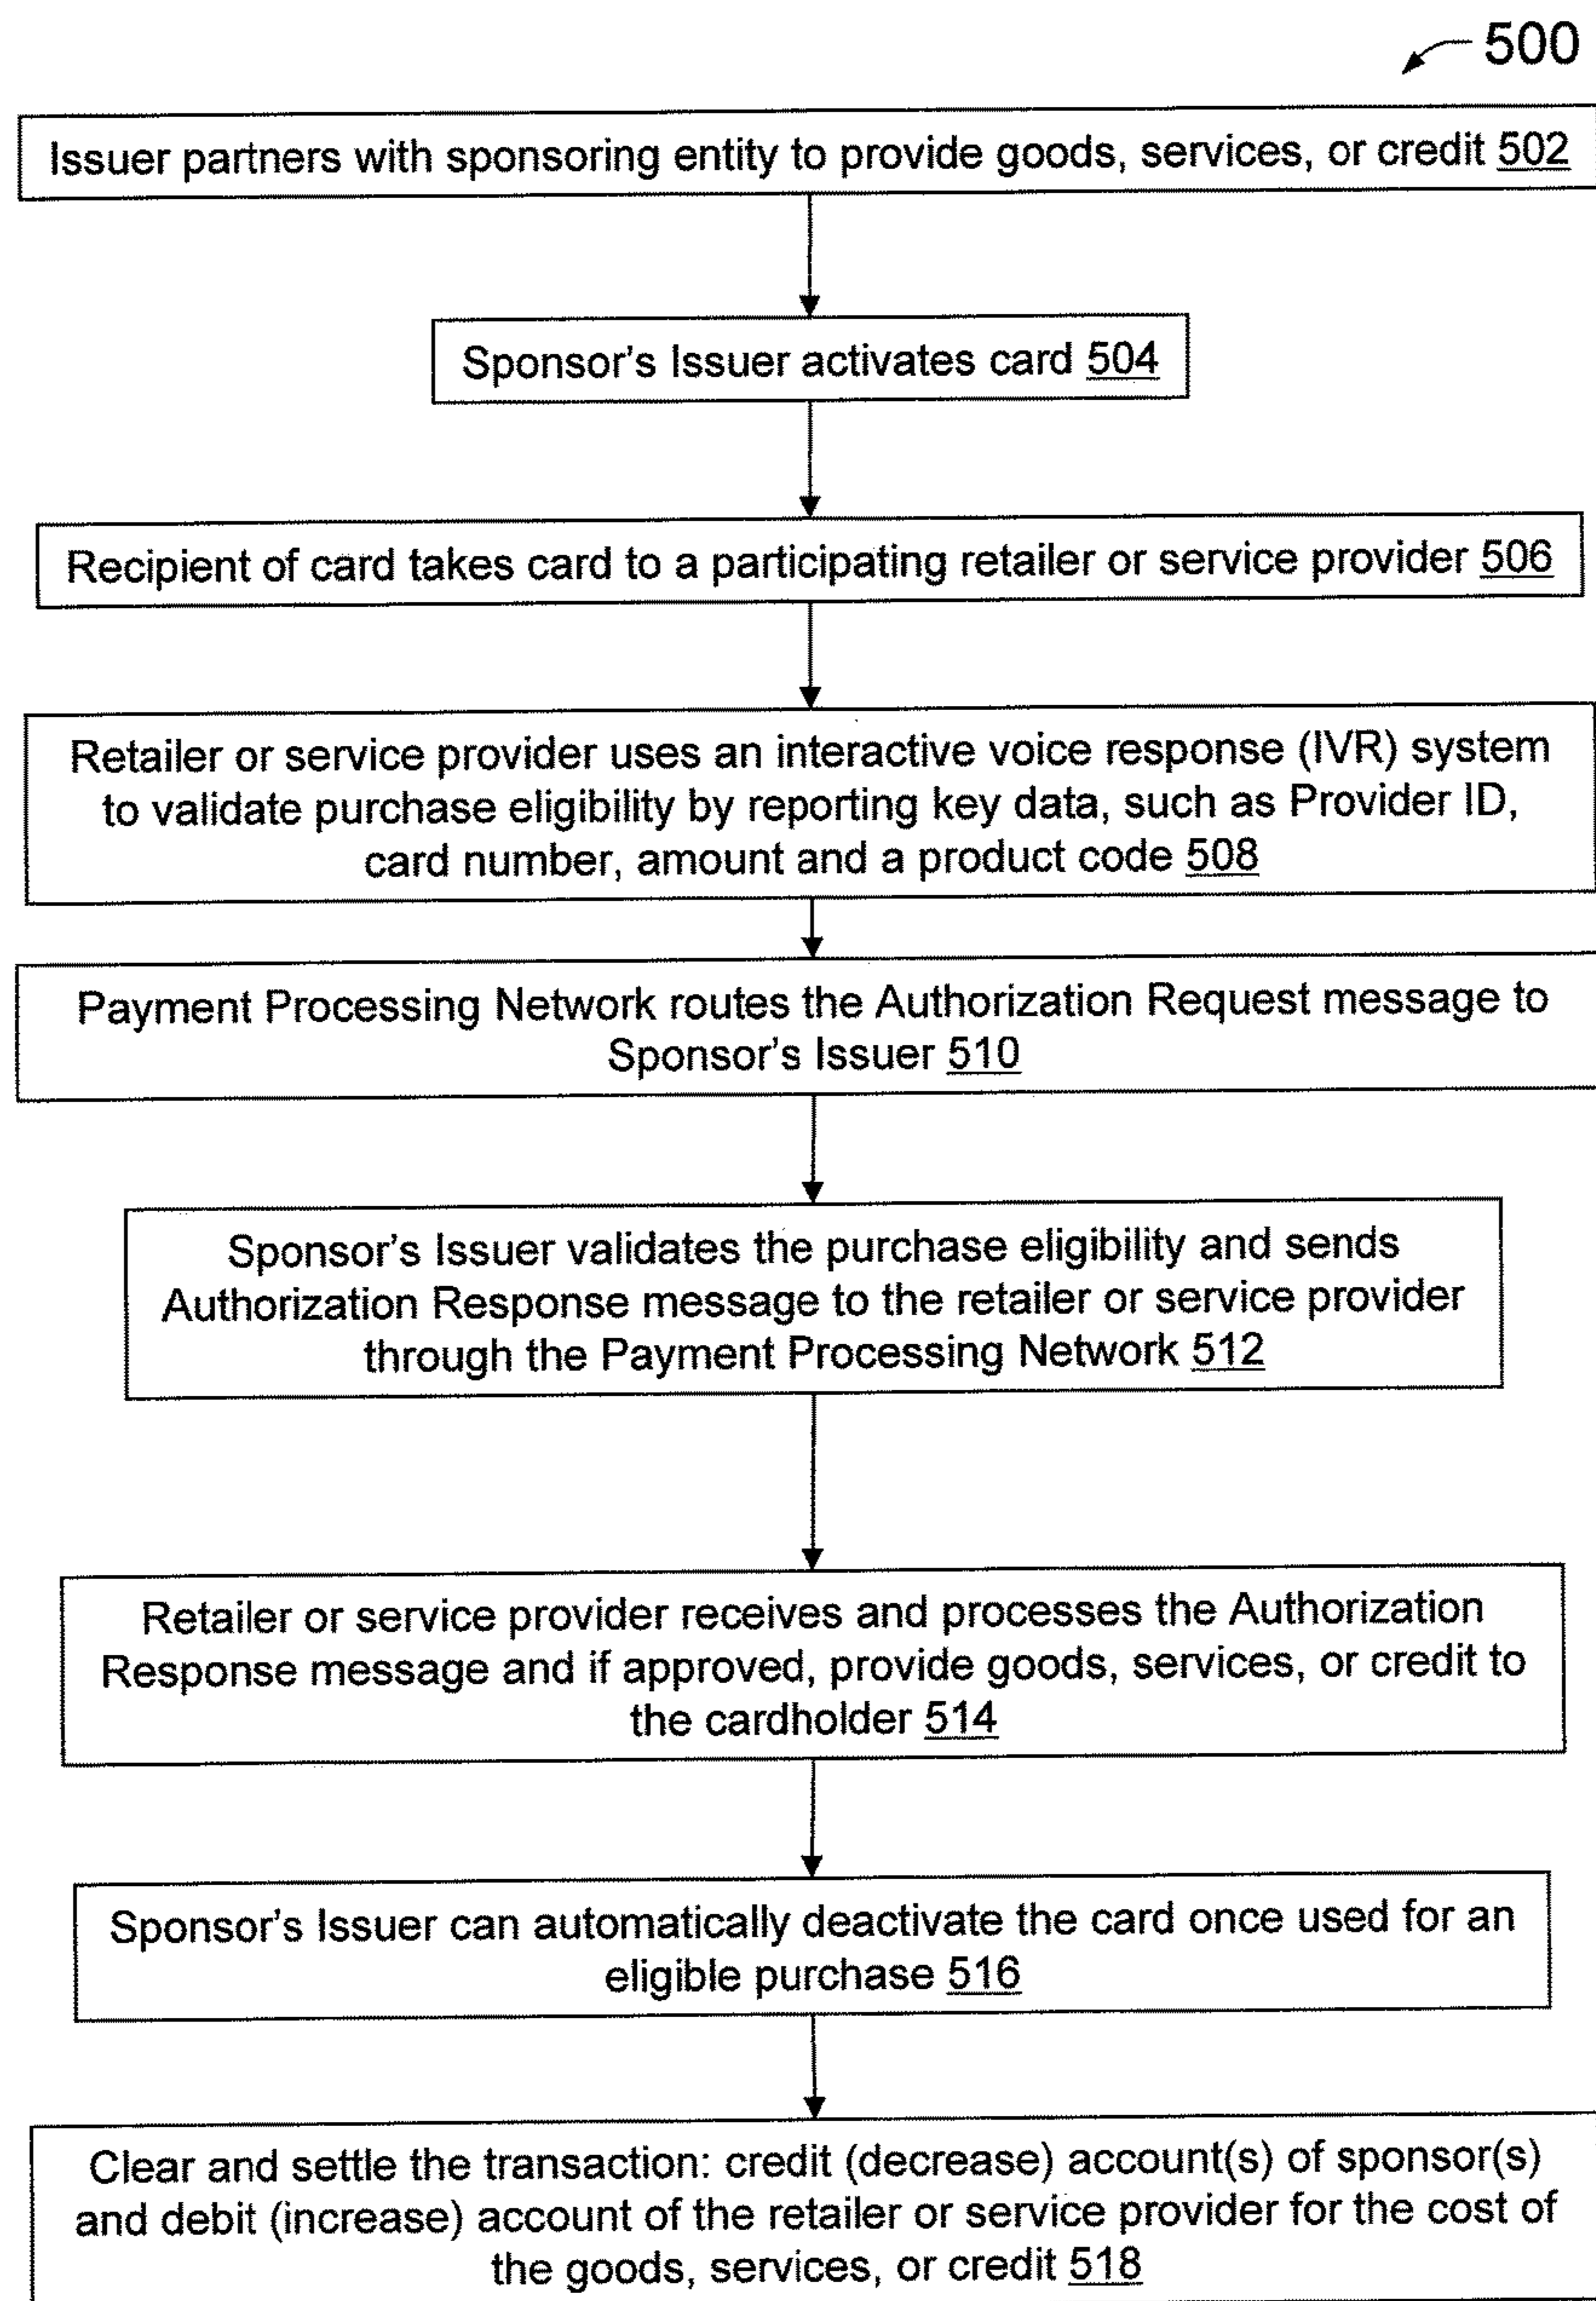 500
Issuer partners with sponsoring entity to provide goods, services, or credit 502
Sponsor's Issuer activates card 504
Recipient of card takes card to a participating retailer or service provider 506
Retailer or service provider uses an interactive voice response (IVR) system
to validate purchase eligibility by reporting key data, such as Provider ID,
card number, amount and a product code 508
Payment Processing Network routes the Authorization Request message to
Sponsor's Issuer 510
Sponsor's Issuer validates the purchase eligibility and sends
Authorization Response message to the retailer or service provider
through the Payment Processing Network 512
Retailer or service provider receives and processes the Authorization
Response message and if approved, provide goods, services, or credit to
the cardholder 514
Sponsor's Issuer can automatically deactivate the card once used for an
eligible purchase 516
Clear and settle the transaction: credit (decrease) account(s) of sponsor(s)
and debit (increase) account of the retailer or service provider for the cost of
the goods, services, or credit 518